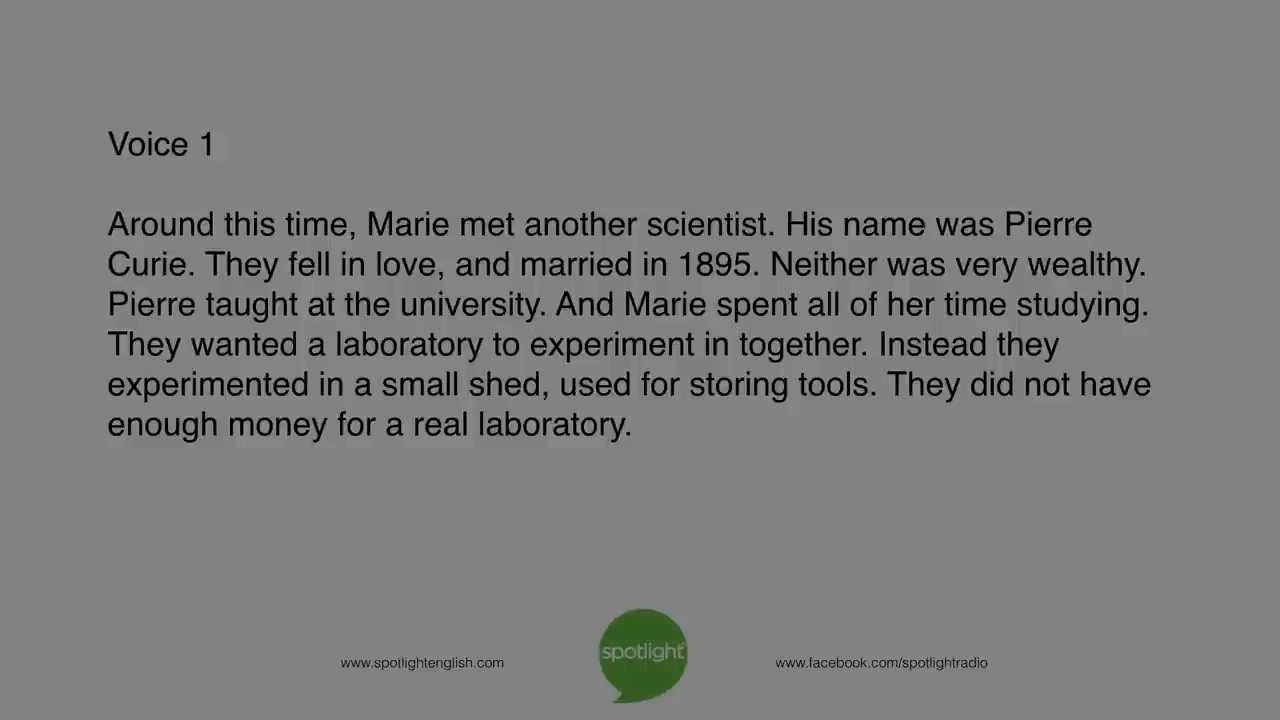 Voice 1
Around this time, Marie met another scientist. His name was Pierre
Curie. They fell in love, and married in 1895. Neither was very wealthy.
Pierre taught at the university. And Marie spent all of her time studying.
They wanted a laboratory to experiment in together. Instead they
experimented in a small shed, used for storing tools. They did not have
enough money for a real laboratory.
www.spotlightenglish.com
spotlight
www.facebook.com/spotlightradio